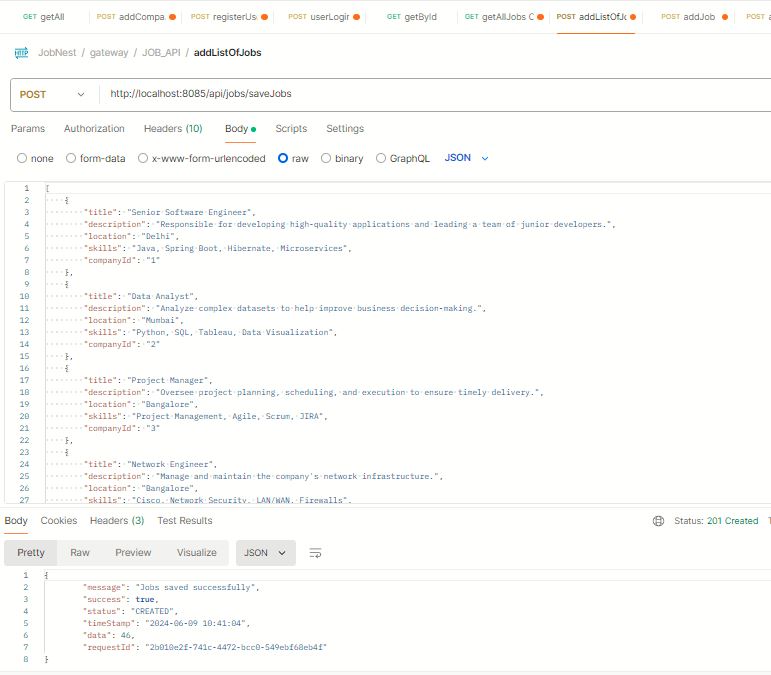 GET getAll POST addCompa. POST registerUs POST userLogin GET getById GET getAllJobs C POST addListOfJc POST addJob POST a
HTTP JobNest / gateway / JOB_API / addListOfJobs
POST http://localhost:8085/api/jobs/saveJobs
Params Authorization Headers (10) Body Scripts Settings
none form-data x-www-form-urlencoded raw binary GraphQL JSON
1 [
2 {
3 "title": "Senior Software Engineer",
4 "description": "Responsible for developing high-quality applications and leading a team of junior developers.",
5 "location": "Delhi",
6 "skills": "Java, Spring Boot, Hibernate, Microservices",
7 "companyId": "1"
8 },
9 {
10 "title": "Data Analyst",
11 "description": "Analyze complex datasets to help improve business decision-making.",
12 "location": "Mumbai",
13 "skills": "Python, SQL, Tableau, Data Visualization",
14 "companyId": "2"
15 },
16 {
17 "title": "Project Manager",
18 "description": "Oversee project planning, scheduling, and execution to ensure timely delivery.",
19 "location": "Bangalore",
20 "skills": "Project Management, Agile, Scrum, JIRA",
21 "companyId": "3"
22 },
23 {
24 "title": "Network Engineer",
25 "description": "Manage and maintain the company's network infrastructure.",
26 "location": "Bangalore",
27 "skills": "Cisco, Network Security, LAN/WAN, Firewalls",
Body Cookies Headers (3) Test Results Status: 201 Created
Pretty Raw Preview Visualize JSON
1 {
2 "message": "Jobs saved successfully",
3 "success": true,
4 "status": "CREATED",
5 "timeStamp": "2024-06-09 10:41:04",
6 "data": 46,
7 "requestId": "2b010e2f-741c-4472-bcc0-549ebf68eb4f"
8 }